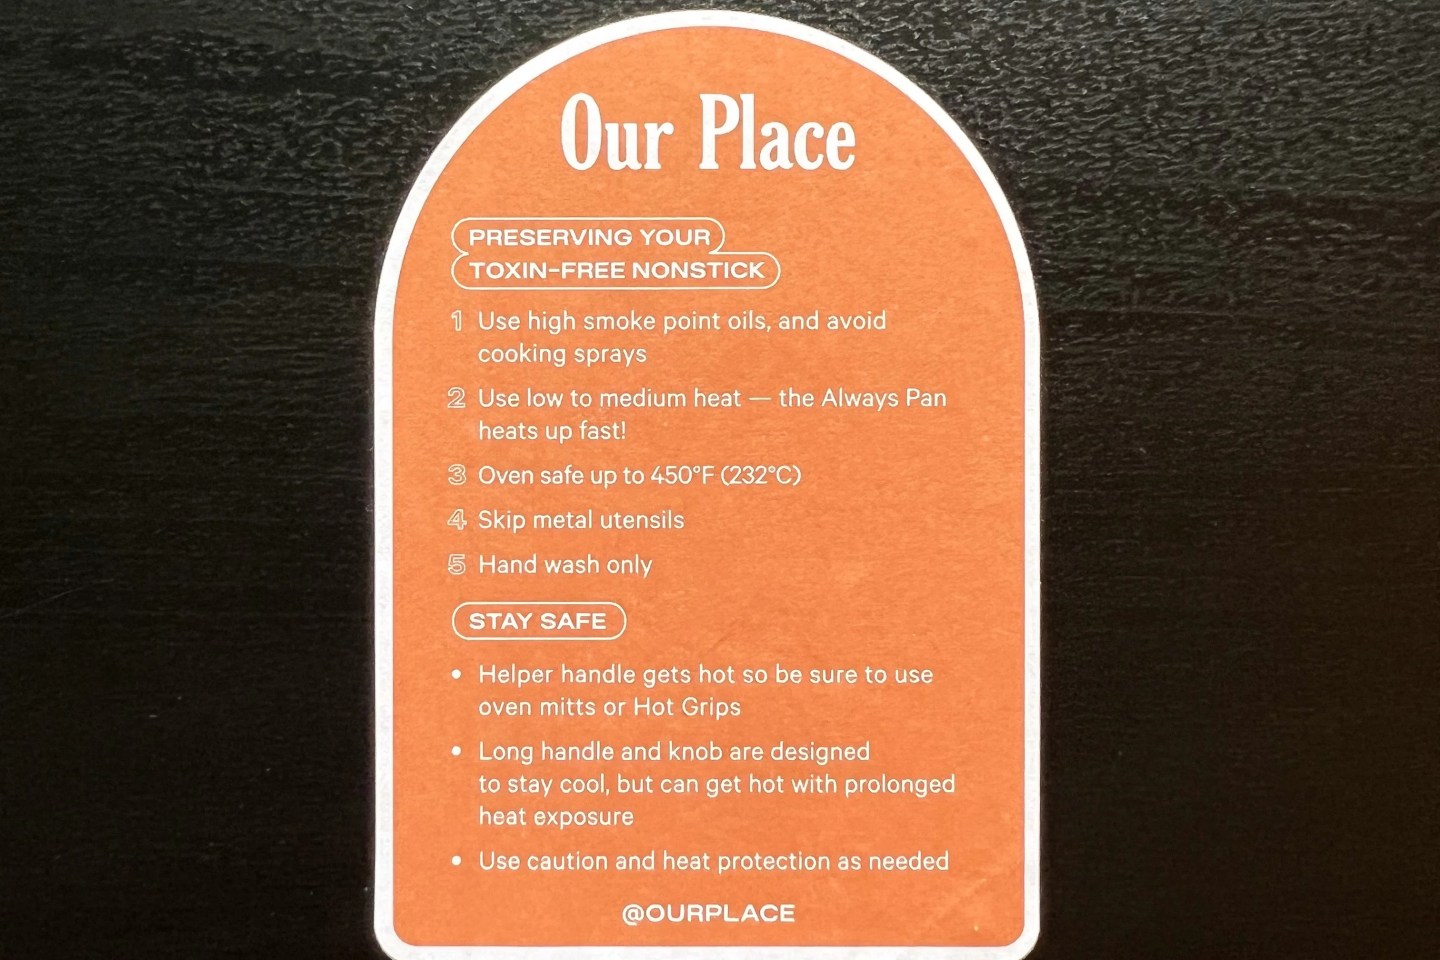 Our Place
PRESERVING YOUR
TOXIN-FREE NONSTICK
1 Use high smoke point oils, and avoid
cooking sprays
2 Use low to medium heat — the Always Pan
heats up fast!
3 Oven safe up to 450°F (232°C)
4 Skip metal utensils
5 Hand wash only
STAY SAFE
• Helper handle gets hot so be sure to use
oven mitts or Hot Grips
• Long handle and knob are designed
to stay cool, but can get hot with prolonged
heat exposure
• Use caution and heat protection as needed
@OURPLACE